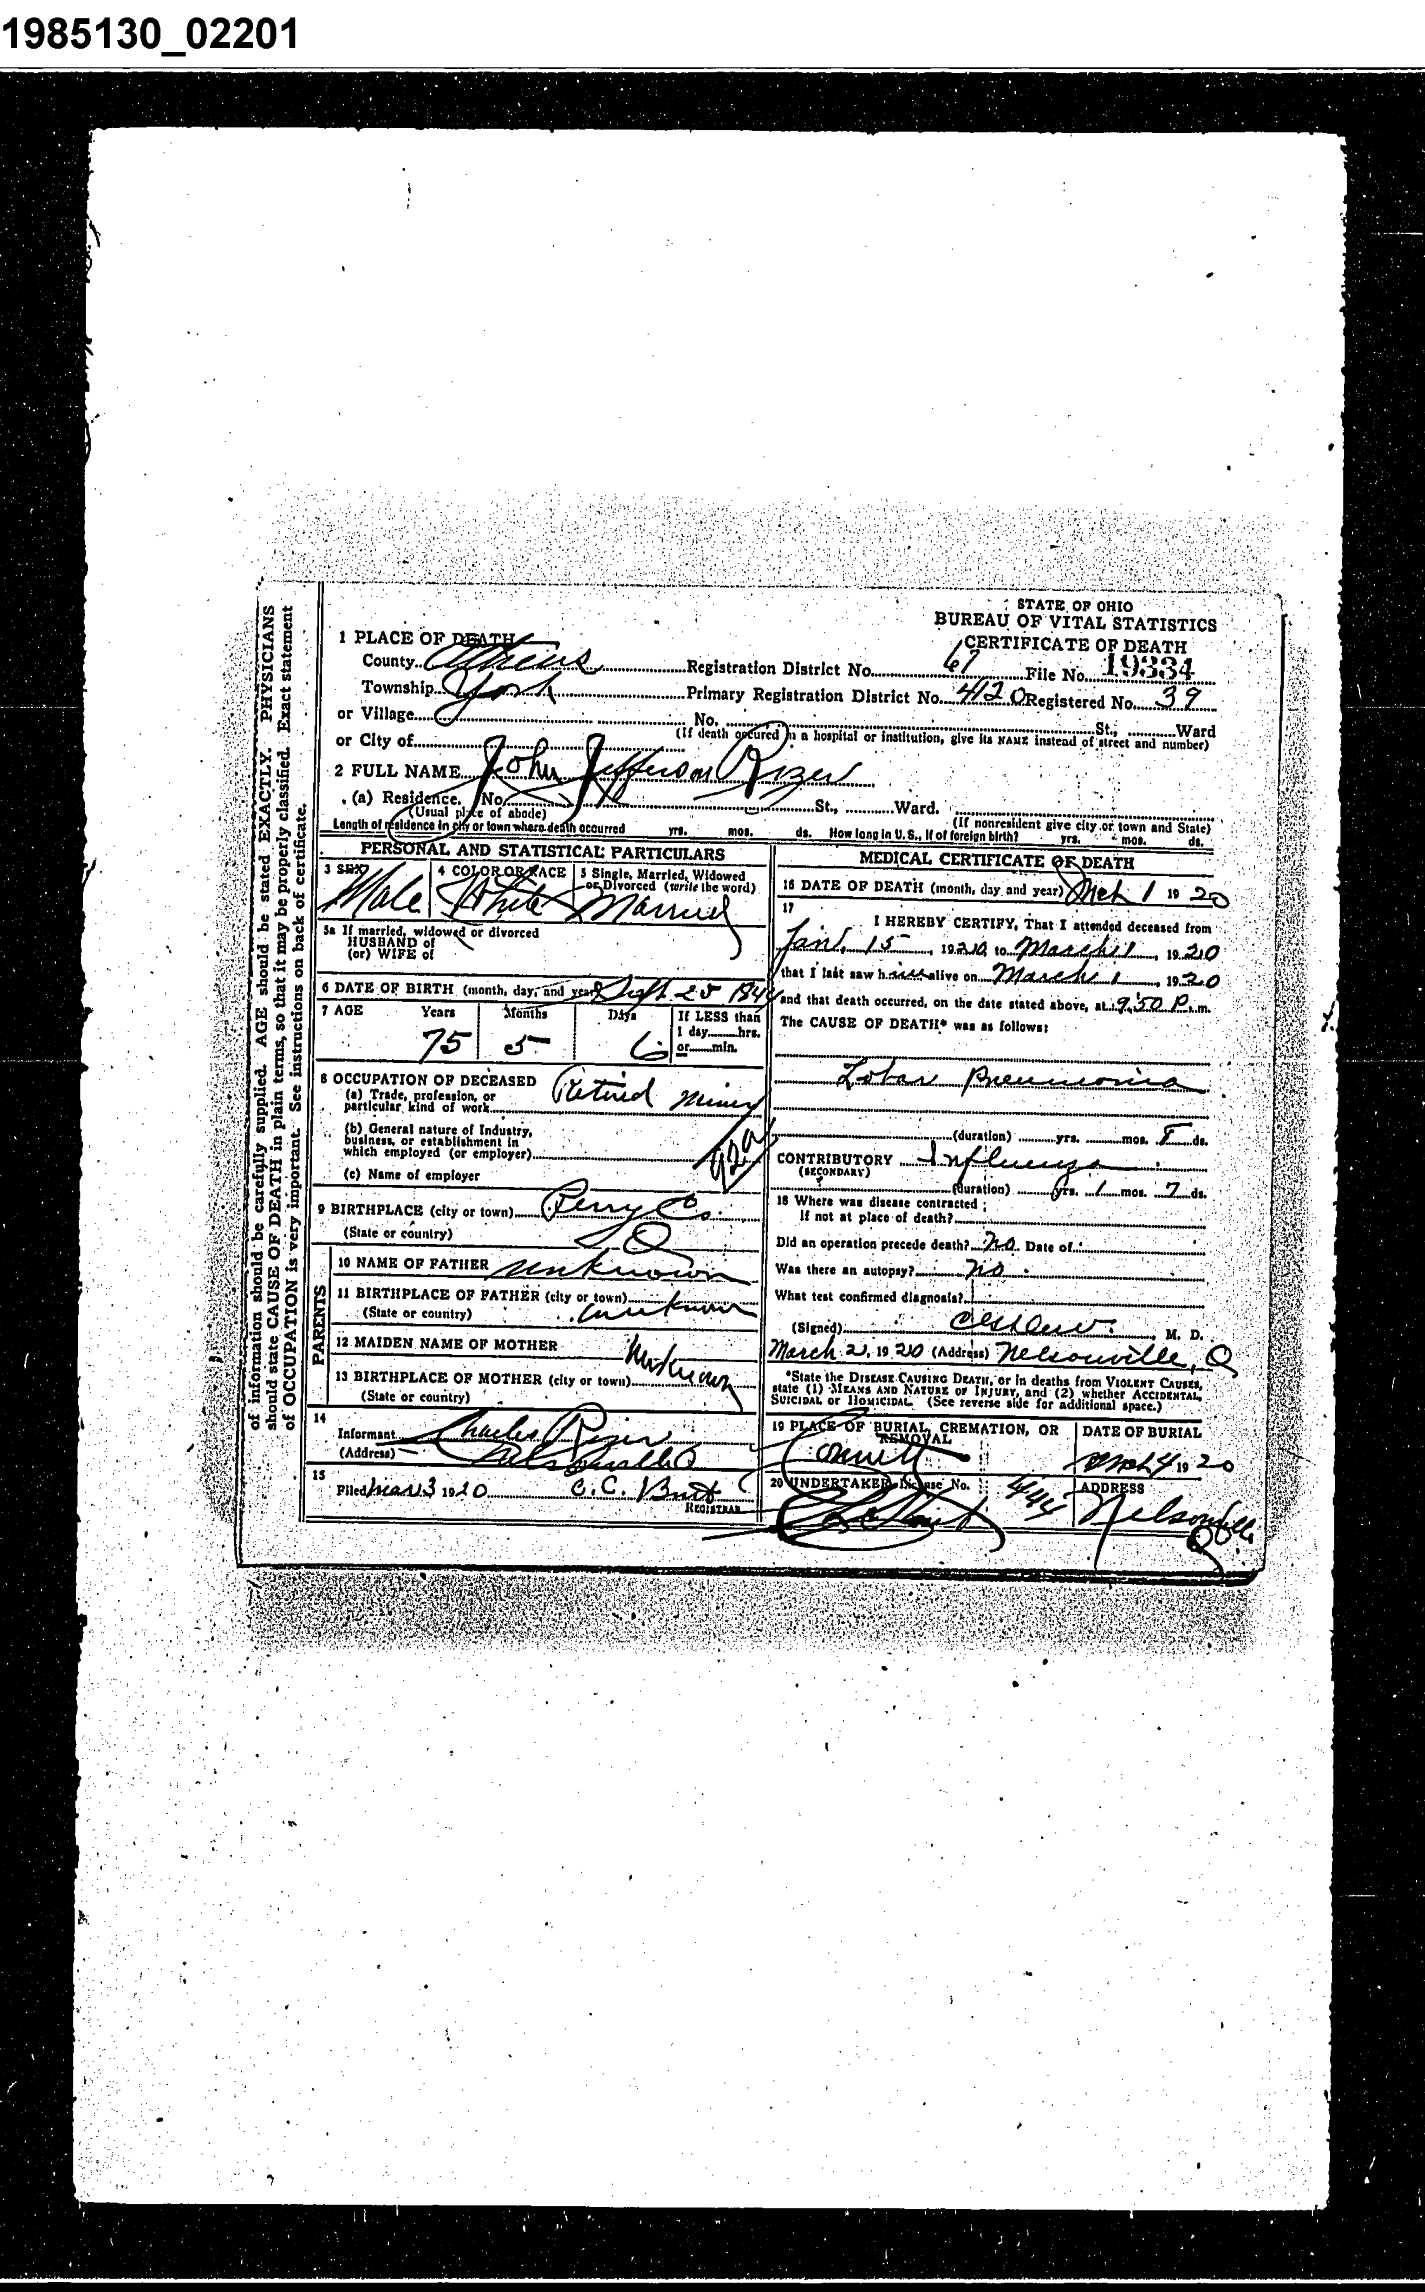 1985130_02201
STATE OF OHIO
BUREAU OF VITAL STATISTICS
CERTIFICATE OF DEATH
1 PLACE OF DEATH
County Athens Registration District No. 67 File No. 19334
Township York Primary Registration District No. 4120 Registered No. 39
or Village No. St., Ward
(If death occured in a hospital or institution, give its NAME instead of street and number)
or City of
2 FULL NAME John Jefferson Rizer
(a) Residence. No. St., Ward.
(Usual place of abode) (If nonresident give city or town and State)
Length of residence in city or town where death occurred yrs. mos. ds. How long in U. S., if of foreign birth? yrs. mos. ds.
PERSONAL AND STATISTICAL PARTICULARS
3 SEX 4 COLOR OR RACE 5 Single, Married, Widowed
or Divorced (write the word)
Male White Married
5a If married, widowed or divorced
HUSBAND of
(or) WIFE of
6 DATE OF BIRTH (month, day, and year) Sept 25 1844
7 AGE Years Months Days If LESS than
1 day hrs.
or min.
75 5 6
8 OCCUPATION OF DECEASED
(a) Trade, profession, or
particular kind of work Retired Miner
(b) General nature of Industry,
business, or establishment in
which employed (or employer)
(c) Name of employer
92a
9 BIRTHPLACE (city or town) Perry Co.
(State or country) O
PARENTS
10 NAME OF FATHER unknown
11 BIRTHPLACE OF FATHER (city or town)
(State or country) unknown
12 MAIDEN NAME OF MOTHER unknown
13 BIRTHPLACE OF MOTHER (city or town)
(State or country)
14
Informant Charles Rizer
(Address) Nelsonville O
15
Filed Mar 3 1920 C. C. Butt
REGISTRAR
MEDICAL CERTIFICATE OF DEATH
16 DATE OF DEATH (month, day and year) Mch 1 1920
17
I HEREBY CERTIFY, That I attended deceased from
Jan. 15, 1920, to March 1, 1920
that I last saw him alive on March 1, 1920
and that death occurred, on the date stated above, at 9:50 P. m.
The CAUSE OF DEATH* was as follows:
Lobar Pneumonia
(duration) yrs. mos. 8 ds.
CONTRIBUTORY Influenza
(SECONDARY)
(duration) yrs. 1 mos. 7 ds.
18 Where was disease contracted
if not at place of death?
Did an operation precede death? No. Date of
Was there an autopsy? No.
What test confirmed diagnosis?
(Signed) M. D.
March 2, 1920 (Address) Nelsonville, O
*State the DISEASE CAUSING DEATH, or in deaths from VIOLENT CAUSES,
state (1) MEANS AND NATURE OF INJURY, and (2) whether ACCIDENTAL,
SUICIDAL or HOMICIDAL. (See reverse side for additional space.)
19 PLACE OF BURIAL, CREMATION, OR
REMOVAL
DATE OF BURIAL
Connett Mch 4 1920
20 UNDERTAKER, License No. 444 ADDRESS
Nelsonville
O
of information should be carefully supplied. AGE should be stated EXACTLY. PHYSICIANS
should state CAUSE OF DEATH in plain terms, so that it may be properly classified. Exact statement
of OCCUPATION is very important. See instructions on back of certificate.